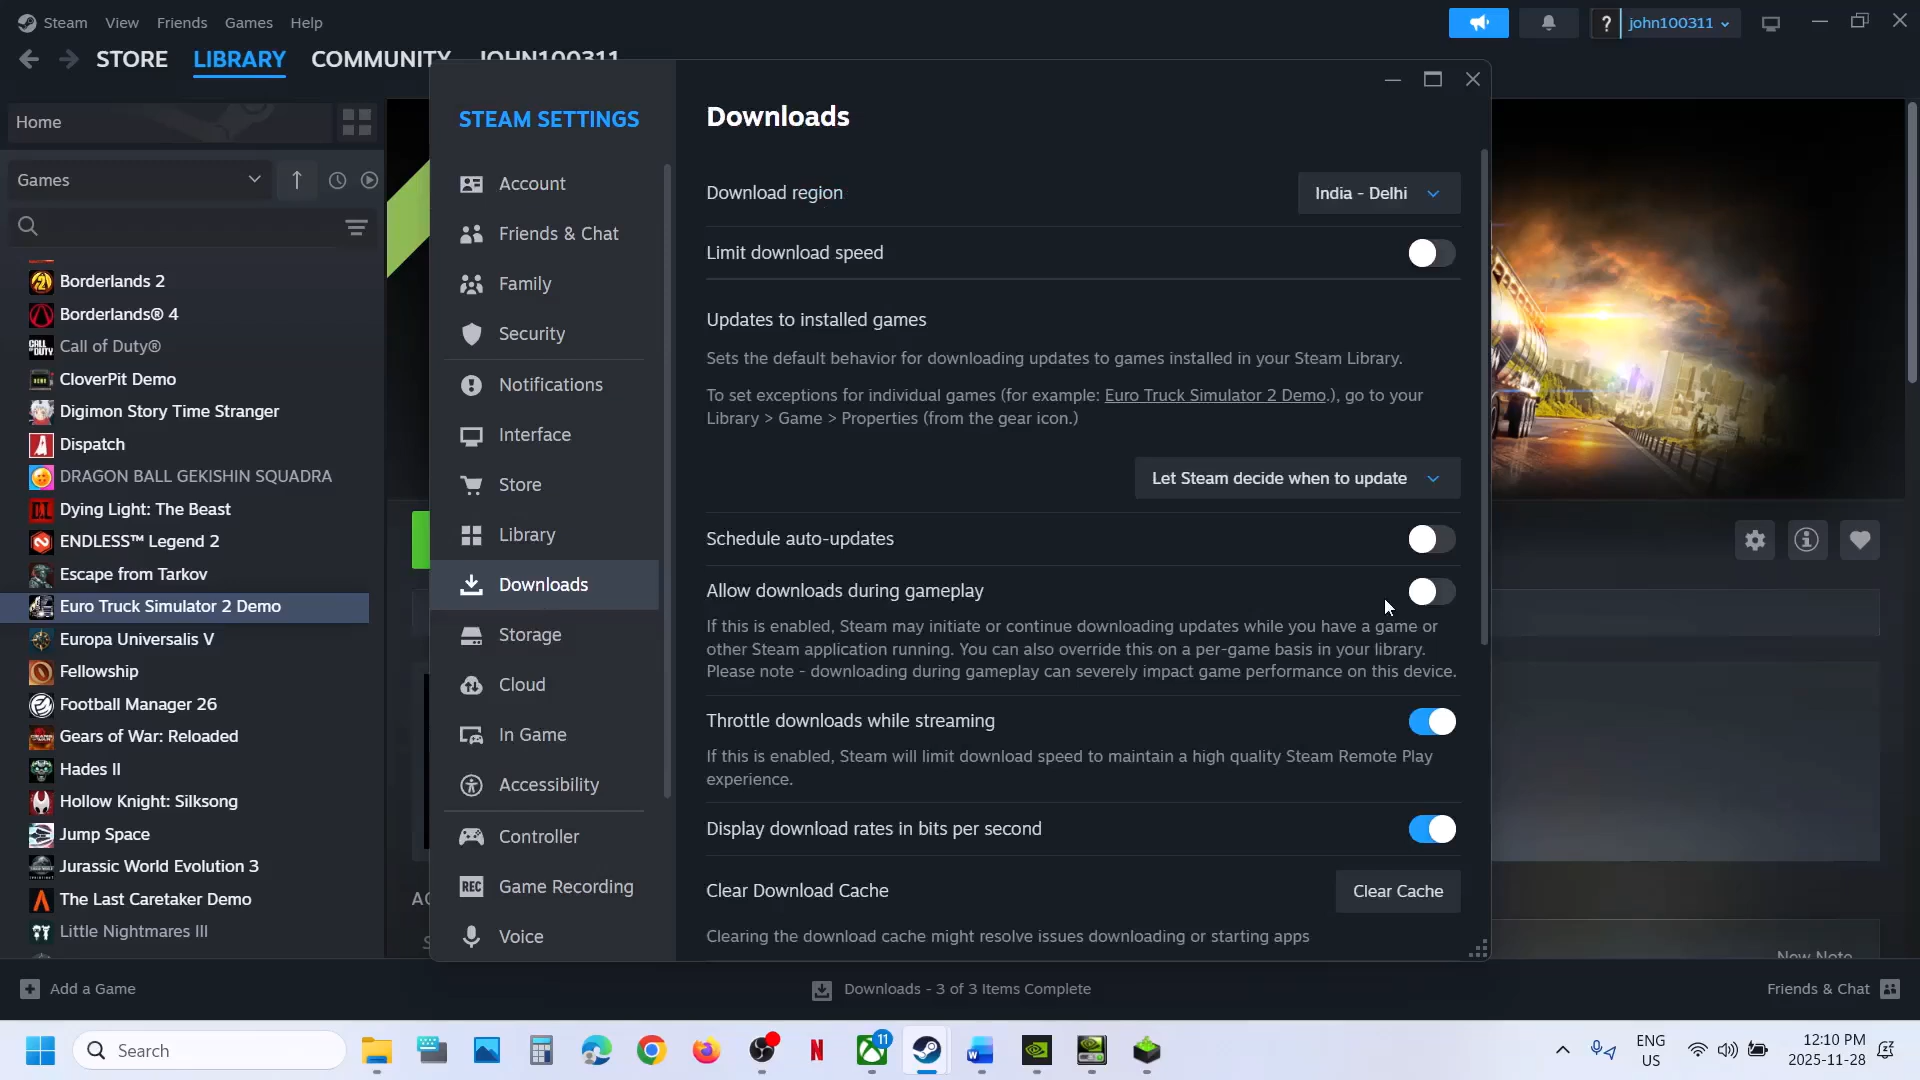 Steam View Friends Games Help
john100311
STORE LIBRARY COMMUNITY JOHN100311
Home
Games
Borderlands 2
Borderlands® 4
Call of Duty®
CloverPit Demo
Digimon Story Time Stranger
Dispatch
DRAGON BALL GEKISHIN SQUADRA
Dying Light: The Beast
ENDLESS™ Legend 2
Escape from Tarkov
Euro Truck Simulator 2 Demo
Europa Universalis V
Fellowship
Football Manager 26
Gears of War: Reloaded
Hades II
Hollow Knight: Silksong
Jump Space
Jurassic World Evolution 3
The Last Caretaker Demo
Little Nightmares III
STEAM SETTINGS
Account
Friends & Chat
Family
Security
Notifications
Interface
Store
Library
Downloads
Storage
Cloud
In Game
Accessibility
Controller
REC Game Recording
Voice
Downloads
Download region India - Delhi
Limit download speed
Updates to installed games
Sets the default behavior for downloading updates to games installed in your Steam Library.
To set exceptions for individual games (for example: Euro Truck Simulator 2 Demo.), go to your
Library > Game > Properties (from the gear icon.)
Let Steam decide when to update
Schedule auto-updates
Allow downloads during gameplay
If this is enabled, Steam may initiate or continue downloading updates while you have a game or
other Steam application running. You can also override this on a per-game basis in your library.
Please note - downloading during gameplay can severely impact game performance on this device.
Throttle downloads while streaming
If this is enabled, Steam will limit download speed to maintain a high quality Steam Remote Play
experience.
Display download rates in bits per second
Clear Download Cache Clear Cache
Clearing the download cache might resolve issues downloading or starting apps
New Note
Add a Game
Downloads - 3 of 3 Items Complete
Friends & Chat
Search
11
ENG
US
12:10 PM
2025-11-28